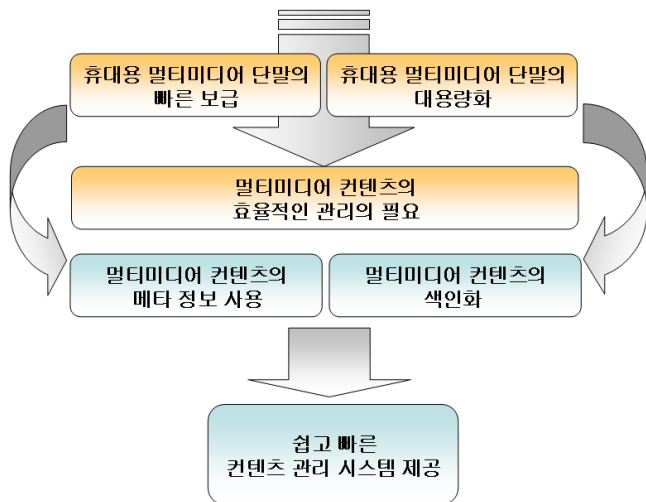 휴대용 멀티미디어 단말의
빠른 보급
휴대용 멀티미디어 단말의
대용량화
멀티미디어 컨텐츠의
효율적인 관리의 필요
멀티미디어 컨텐츠의
메타 정보 사용
멀티미디어 컨텐츠의
색인화
쉽고 빠른
컨텐츠 관리 시스템 제공